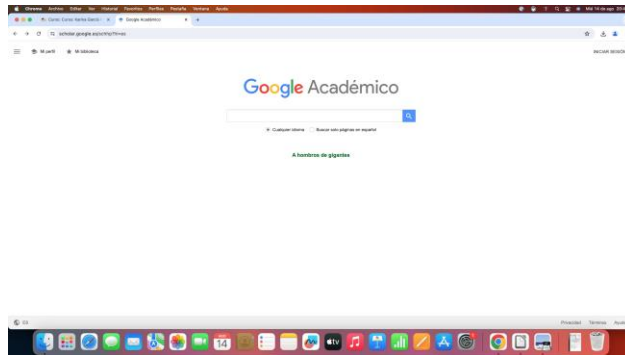 Chrome Archivo Editar Ver Historial Favoritos Perfiles Pestaña Ventana Ayuda
Mié 14 de ago
Google Académico
scholar.google.es/schhp?hl=es
Mi perfil Mi biblioteca
INICIAR SESIÓN
Google Académico
Cualquier idioma Buscar solo páginas en español
A hombros de gigantes
Privacidad Términos Ayuda
14
tv